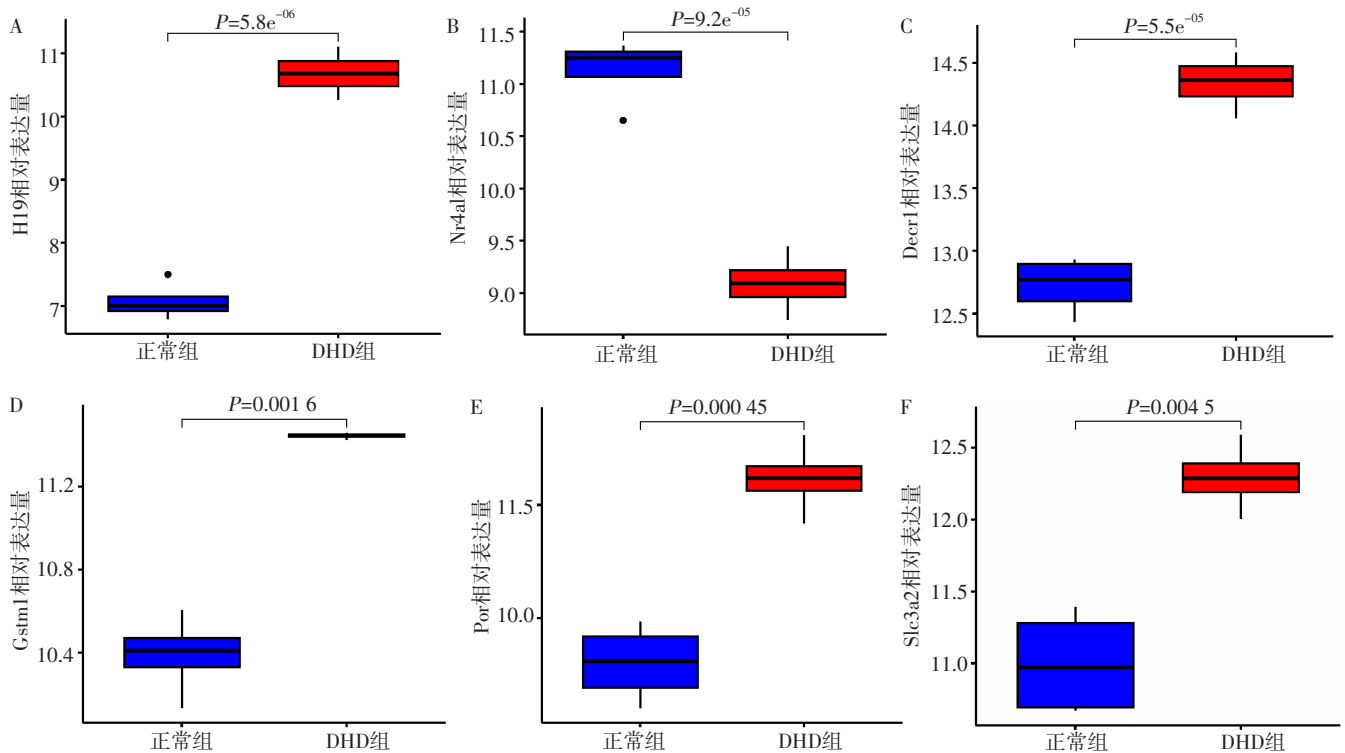 A
P=5.8e⁻⁰⁶
H19相对表达量
11
10
9
8
7
正常组
DHD组
B
P=9.2e⁻⁰⁵
Nr4al相对表达量
11.5
11.0
10.5
10.0
9.5
9.0
正常组
DHD组
C
P=5.5e⁻⁰⁵
Decr1相对表达量
14.5
14.0
13.5
13.0
12.5
正常组
DHD组
D
P=0.001 6
Gstm1相对表达量
11.2
10.8
10.4
正常组
DHD组
E
P=0.000 45
Por相对表达量
11.5
10.0
正常组
DHD组
F
P=0.004 5
Slc3a2相对表达量
12.5
12.0
11.5
11.0
正常组
DHD组